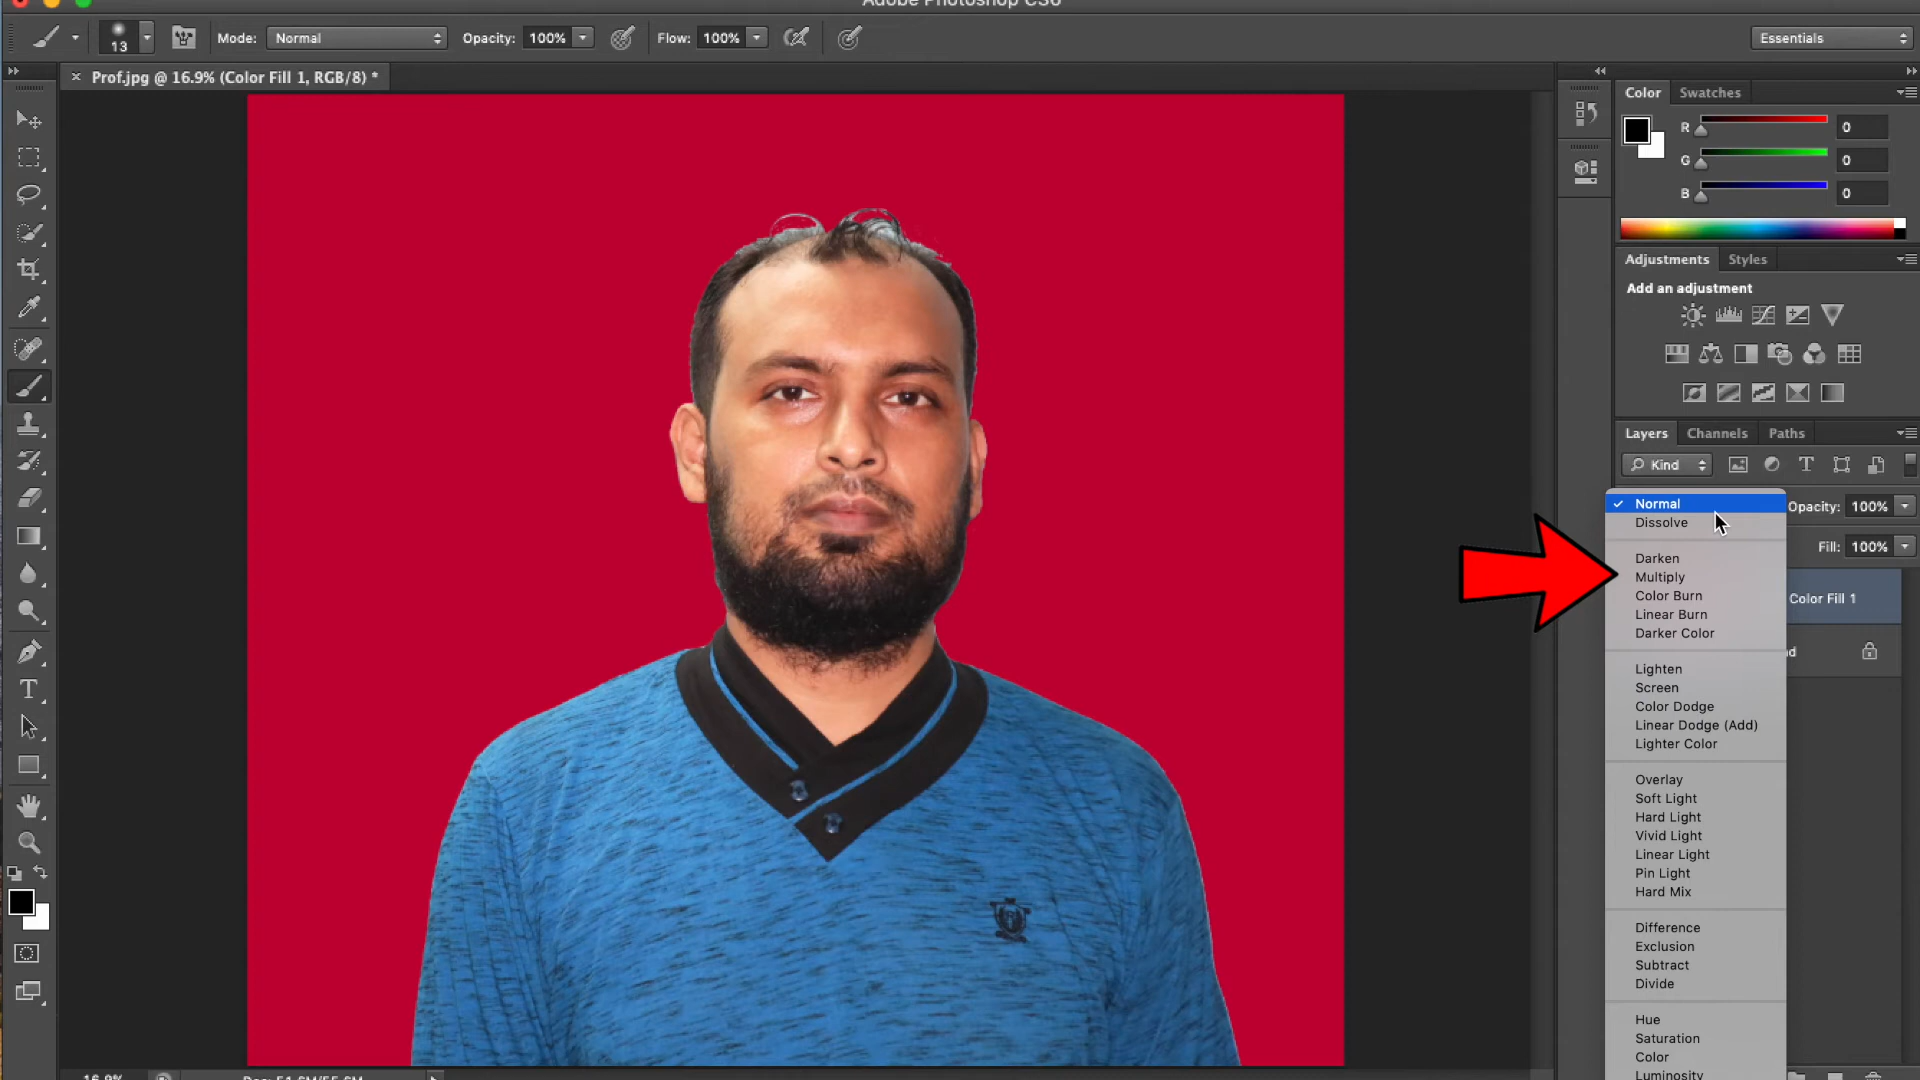 Adobe Photoshop CS6
13
Mode: Normal
Opacity: 100%
Flow: 100%
Essentials
Prof.jpg @ 16.9% (Color Fill 1, RGB/8) *
Color
Swatches
R 0
G 0
B 0
Adjustments
Styles
Add an adjustment
Layers
Channels
Paths
Kind
Opacity: 100%
Fill: 100%
Color Fill 1
Normal
Dissolve
Darken
Multiply
Color Burn
Linear Burn
Darker Color
Lighten
Screen
Color Dodge
Linear Dodge (Add)
Lighter Color
Overlay
Soft Light
Hard Light
Vivid Light
Linear Light
Pin Light
Hard Mix
Difference
Exclusion
Subtract
Divide
Hue
Saturation
Color
Luminosity
16.9%